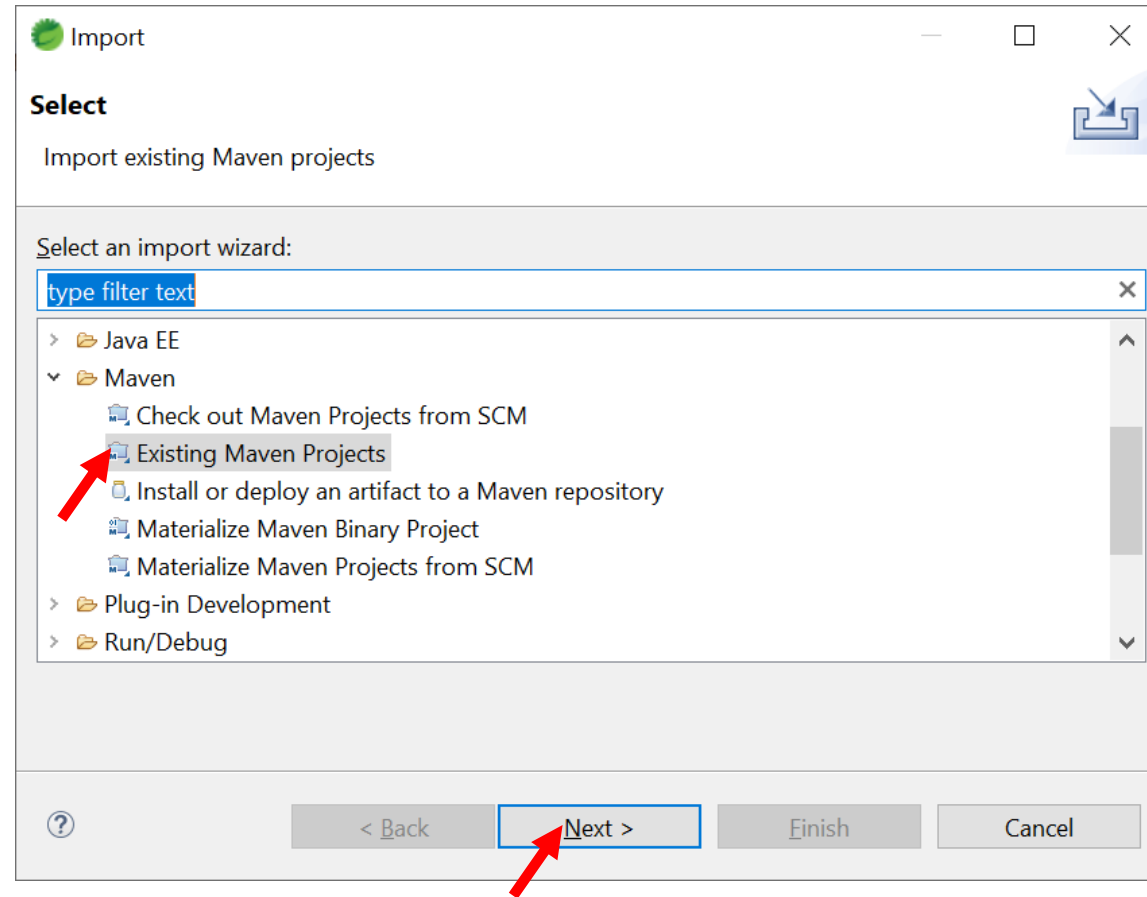 Import
Select
Import existing Maven projects
Select an import wizard:
type filter text
Java EE
Maven
Check out Maven Projects from SCM
Existing Maven Projects
Install or deploy an artifact to a Maven repository
Materialize Maven Binary Project
Materialize Maven Projects from SCM
Plug-in Development
Run/Debug
? < Back Next > Finish Cancel